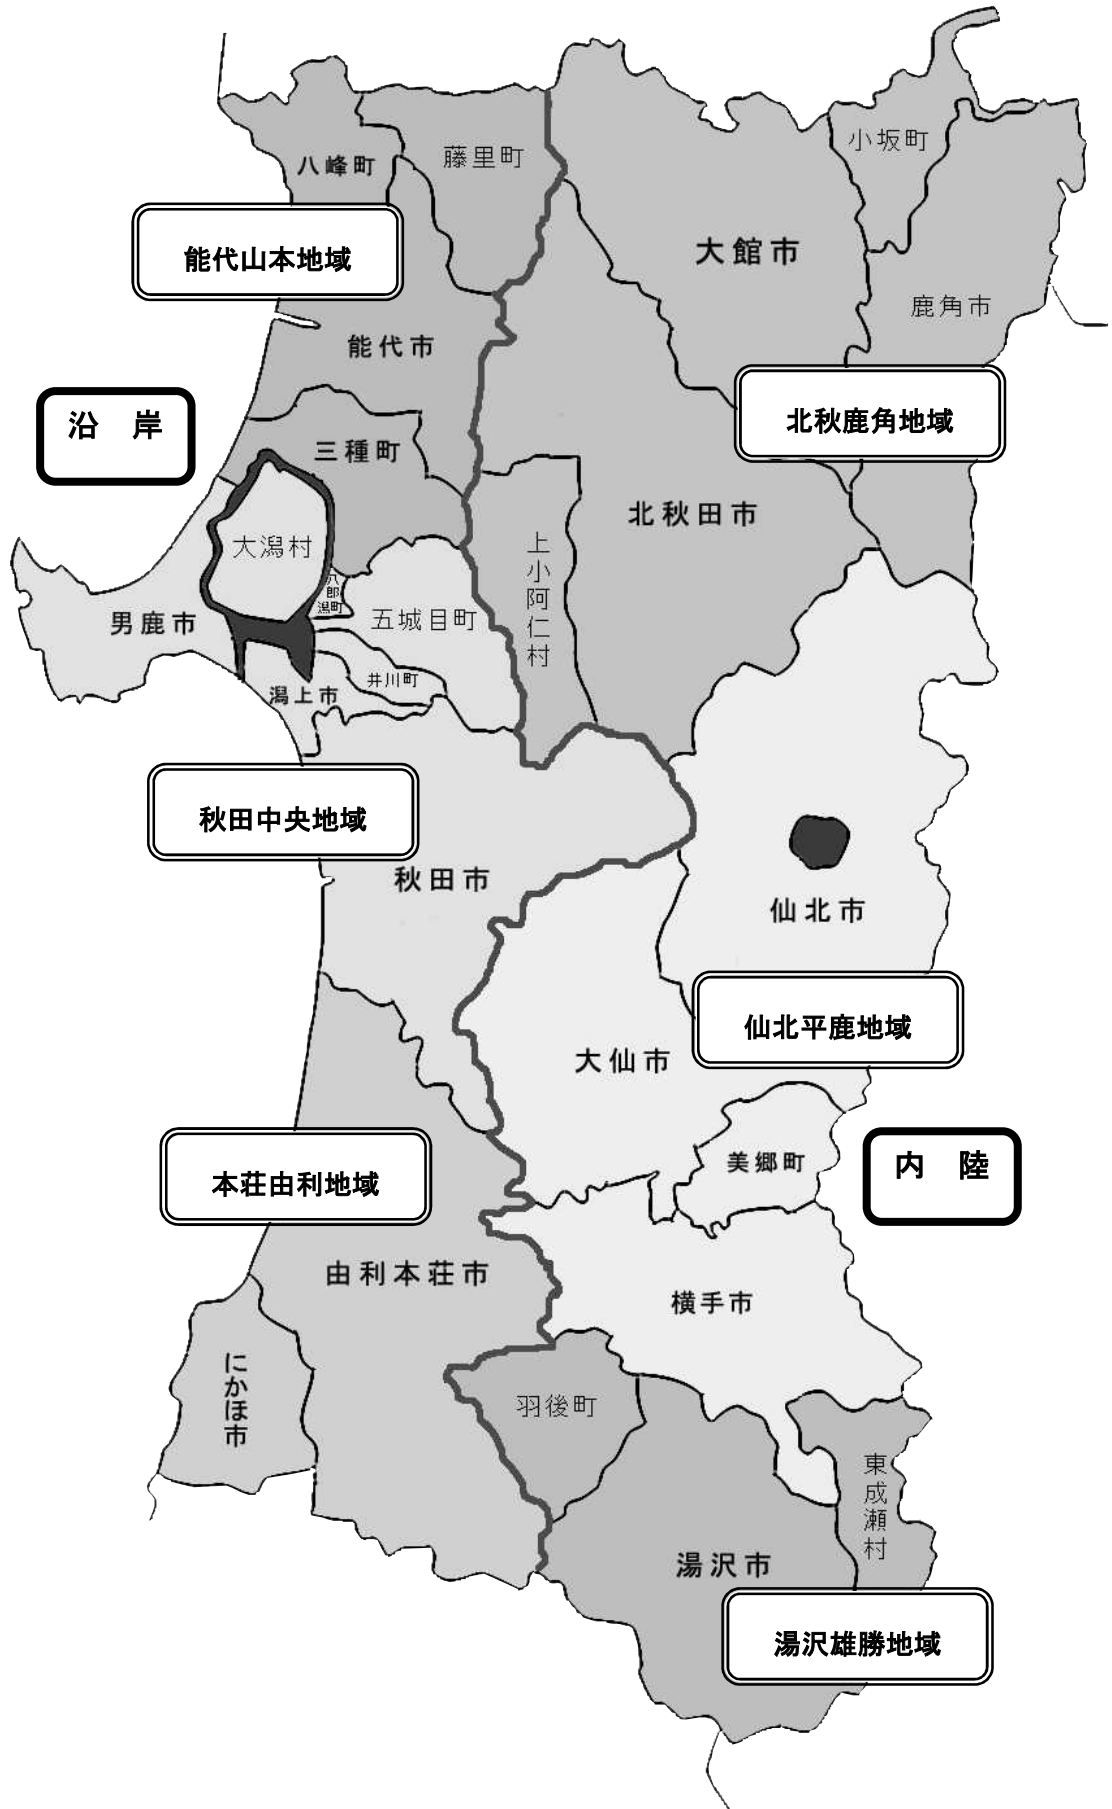 八峰町
藤里町
小坂町
大館市
能代山本地域
鹿角市
能代市
北秋鹿角地域
沿　岸
三種町
北秋田市
大潟村
上小阿仁村
八郎潟町
男鹿市
五城目町
井川町
潟上市
秋田中央地域
秋田市
仙北市
仙北平鹿地域
大仙市
内　陸
美郷町
本荘由利地域
由利本荘市
横手市
にかほ市
羽後町
東成瀬村
湯沢市
湯沢雄勝地域